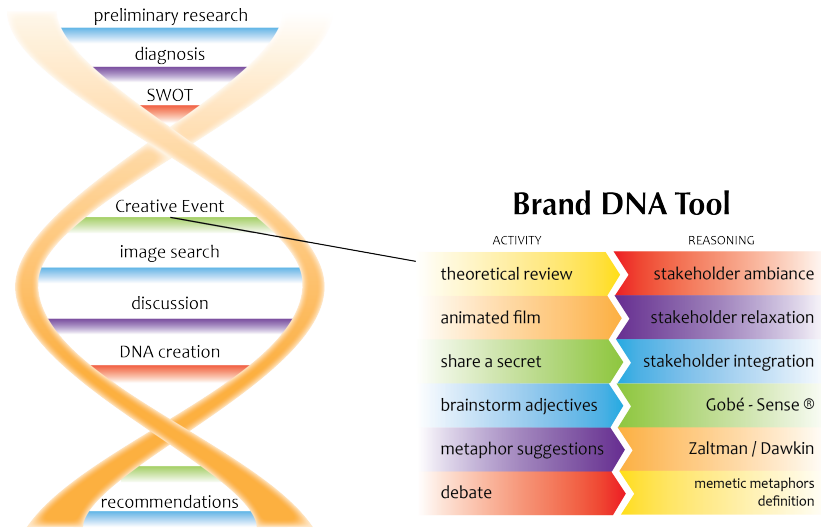 preliminary research
diagnosis
SWOT
Creative Event
image search
discussion
DNA creation
recommendations
Brand DNA Tool
ACTIVITY REASONING
theoretical review stakeholder ambiance
animated film stakeholder relaxation
share a secret stakeholder integration
brainstorm adjectives Gobé - Sense ®
metaphor suggestions Zaltman / Dawkin
debate memetic metaphors
definition